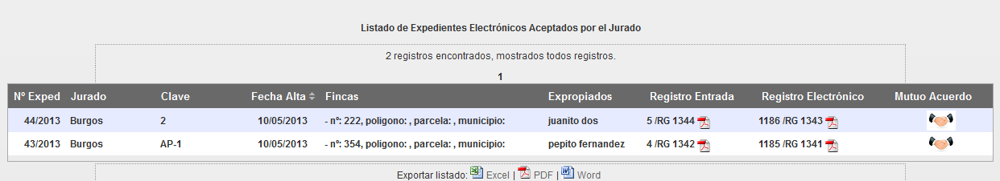 Listado de Expedientes Electrónicos Aceptados por el Jurado
2 registros encontrados, mostrados todos registros.
1
Nº Exped Jurado Clave Fecha Alta Fincas Expropiados Registro Entrada Registro Electrónico Mutuo Acuerdo
44/2013 Burgos 2 10/05/2013 - nº: 222, poligono: , parcela: , municipio: juanito dos 5 /RG 1344 1186 /RG 1343
43/2013 Burgos AP-1 10/05/2013 - nº: 354, poligono: , parcela: , municipio: pepito fernandez 4 /RG 1342 1185 /RG 1341
Exportar listado: Excel | PDF | Word